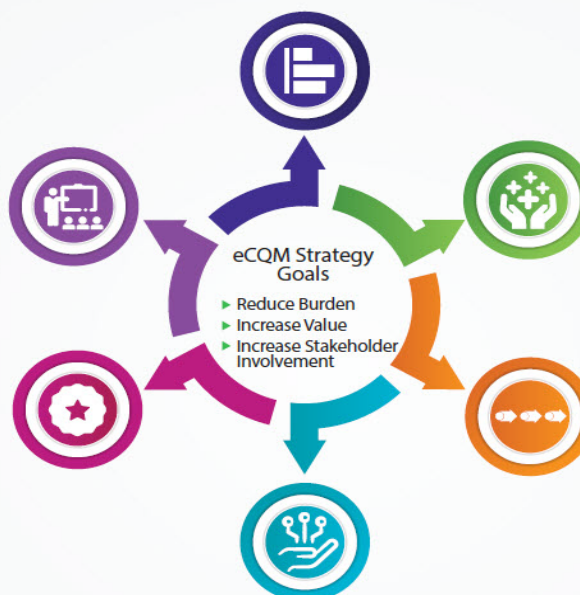 eCQM Strategy
Goals
Reduce Burden
Increase Value
Increase Stakeholder
Involvement